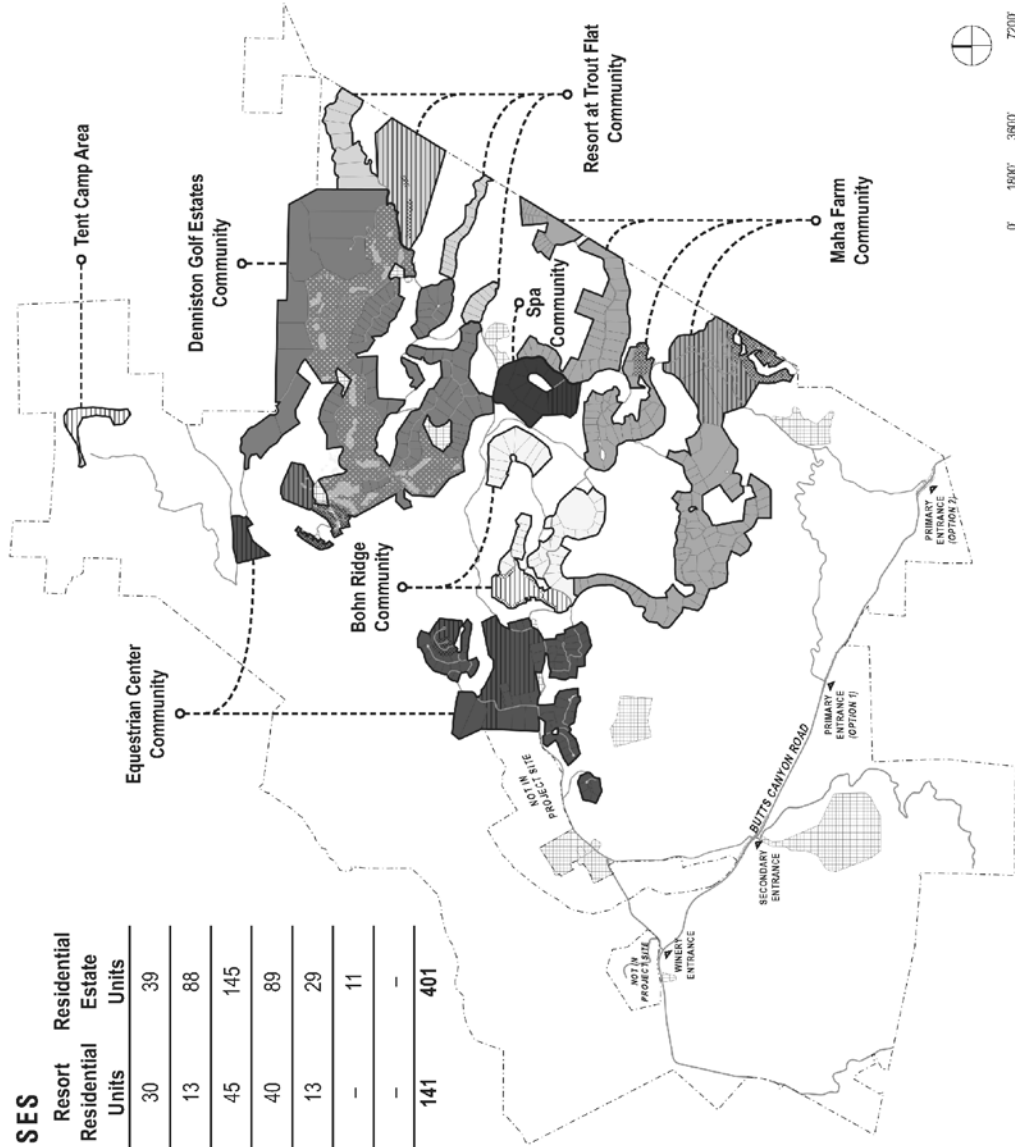 SES
Resort
Residential
Units
Residential
Estate
Units
30 39
13 88
45 145
40 89
13 29
– 11
– –
141 401
Equestrian Center
Community
Tent Camp Area
Denniston Golf Estates
Community
Bohn Ridge
Community
Spa
Community
Resort at Trout Flat
Community
Maha Farm
Community
NOT IN
PROJECT SITE
NOT IN
PROJECT SITE
WINERY
ENTRANCE
SECONDARY
ENTRANCE
BUTTS CANYON ROAD
PRIMARY
ENTRANCE
(OPTION 1)
PRIMARY
ENTRANCE
(OPTION 2)
0' 1800' 3600' 7200'